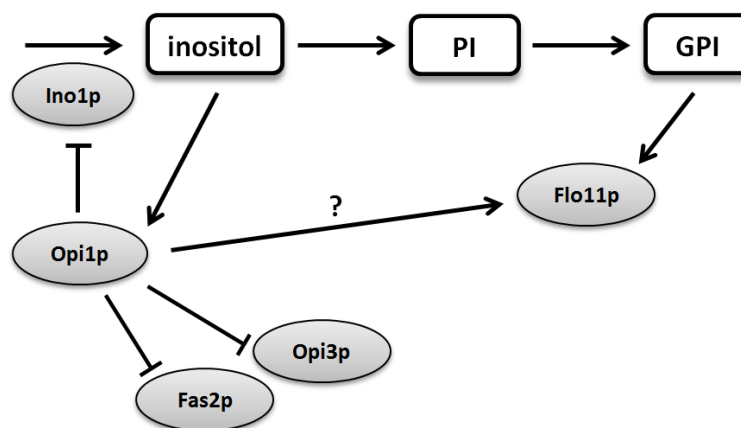 inositol
PI
GPI
Ino1p
?
Flo11p
Opi1p
Opi3p
Fas2p